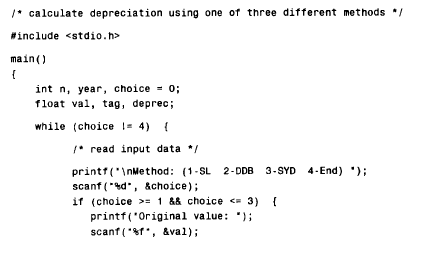 /* calculate depreciation using one of three different methods */
#include <stdio.h>
main()
{
int n, year, choice = 0;
float val, tag, deprec;
while (choice != 4) {
/* read input data */
printf("\nMethod: (1-SL 2-DDB 3-SYD 4-End) ");
scanf("%d", &choice);
if (choice >= 1 && choice <= 3) {
printf("Original value: ");
scanf("%f", &val);